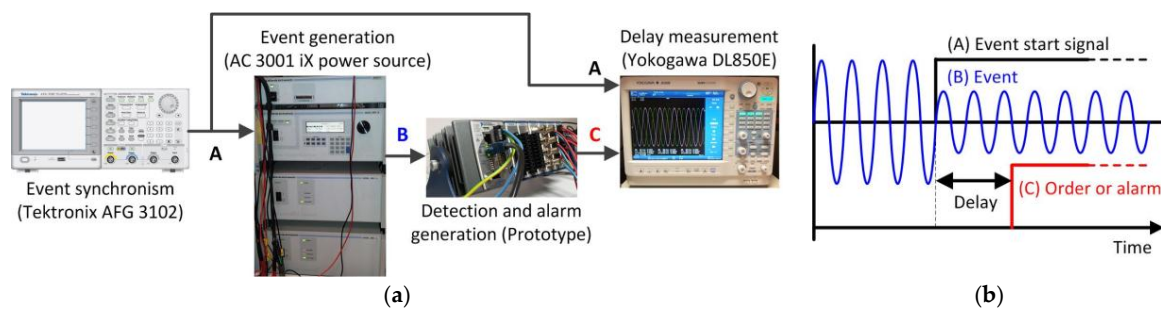 Event synchronism
(Tektronix AFG 3102)
A
Event generation
(AC 3001 iX power source)
B
Detection and alarm
generation (Prototype)
A
C
Delay measurement
(Yokogawa DL850E)
(a)
(A) Event start signal
(B) Event
Delay
(C) Order or alarm
Time
(b)